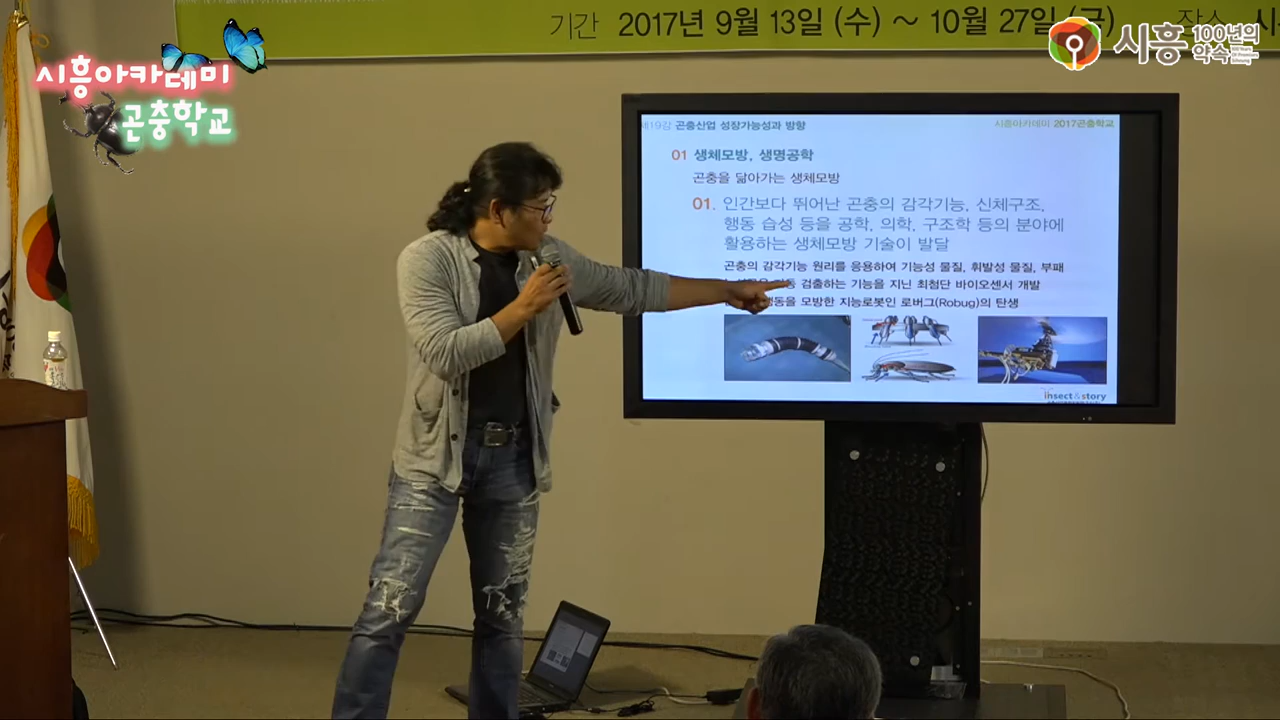 기간 2017년 9월 13일 (수) ~ 10월 27일 (금) 장소 시
시흥아카데미
곤충학교
시흥 100년의 약속
제19강 곤충산업 성장가능성과 방향
시흥아카데미 2017곤충학교
01 생체모방, 생명공학
곤충을 닮아가는 생체모방
01. 인간보다 뛰어난 곤충의 감각기능, 신체구조,
행동 습성 등을 공학, 의학, 구조학 등의 분야에
활용하는 생체모방 기술이 발달
곤충의 감각기능 원리를 응용하여 기능성 물질, 휘발성 물질, 부패
검출하는 기능을 지닌 최첨단 바이오센서 개발
행동을 모방한 지능로봇인 로버그(Robug)의 탄생
insect & story